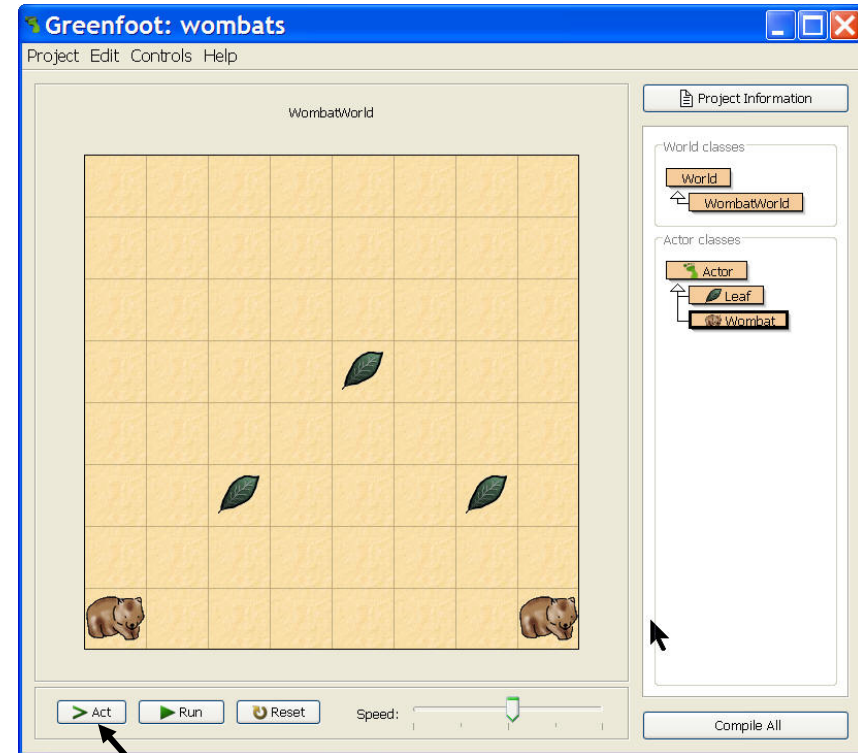 Greenfoot: wombats
Project Edit Controls Help
WombatWorld
Project Information
World classes
World
WombatWorld
Actor classes
Actor
Leaf
Wombat
Act Run Reset Speed:
Compile All